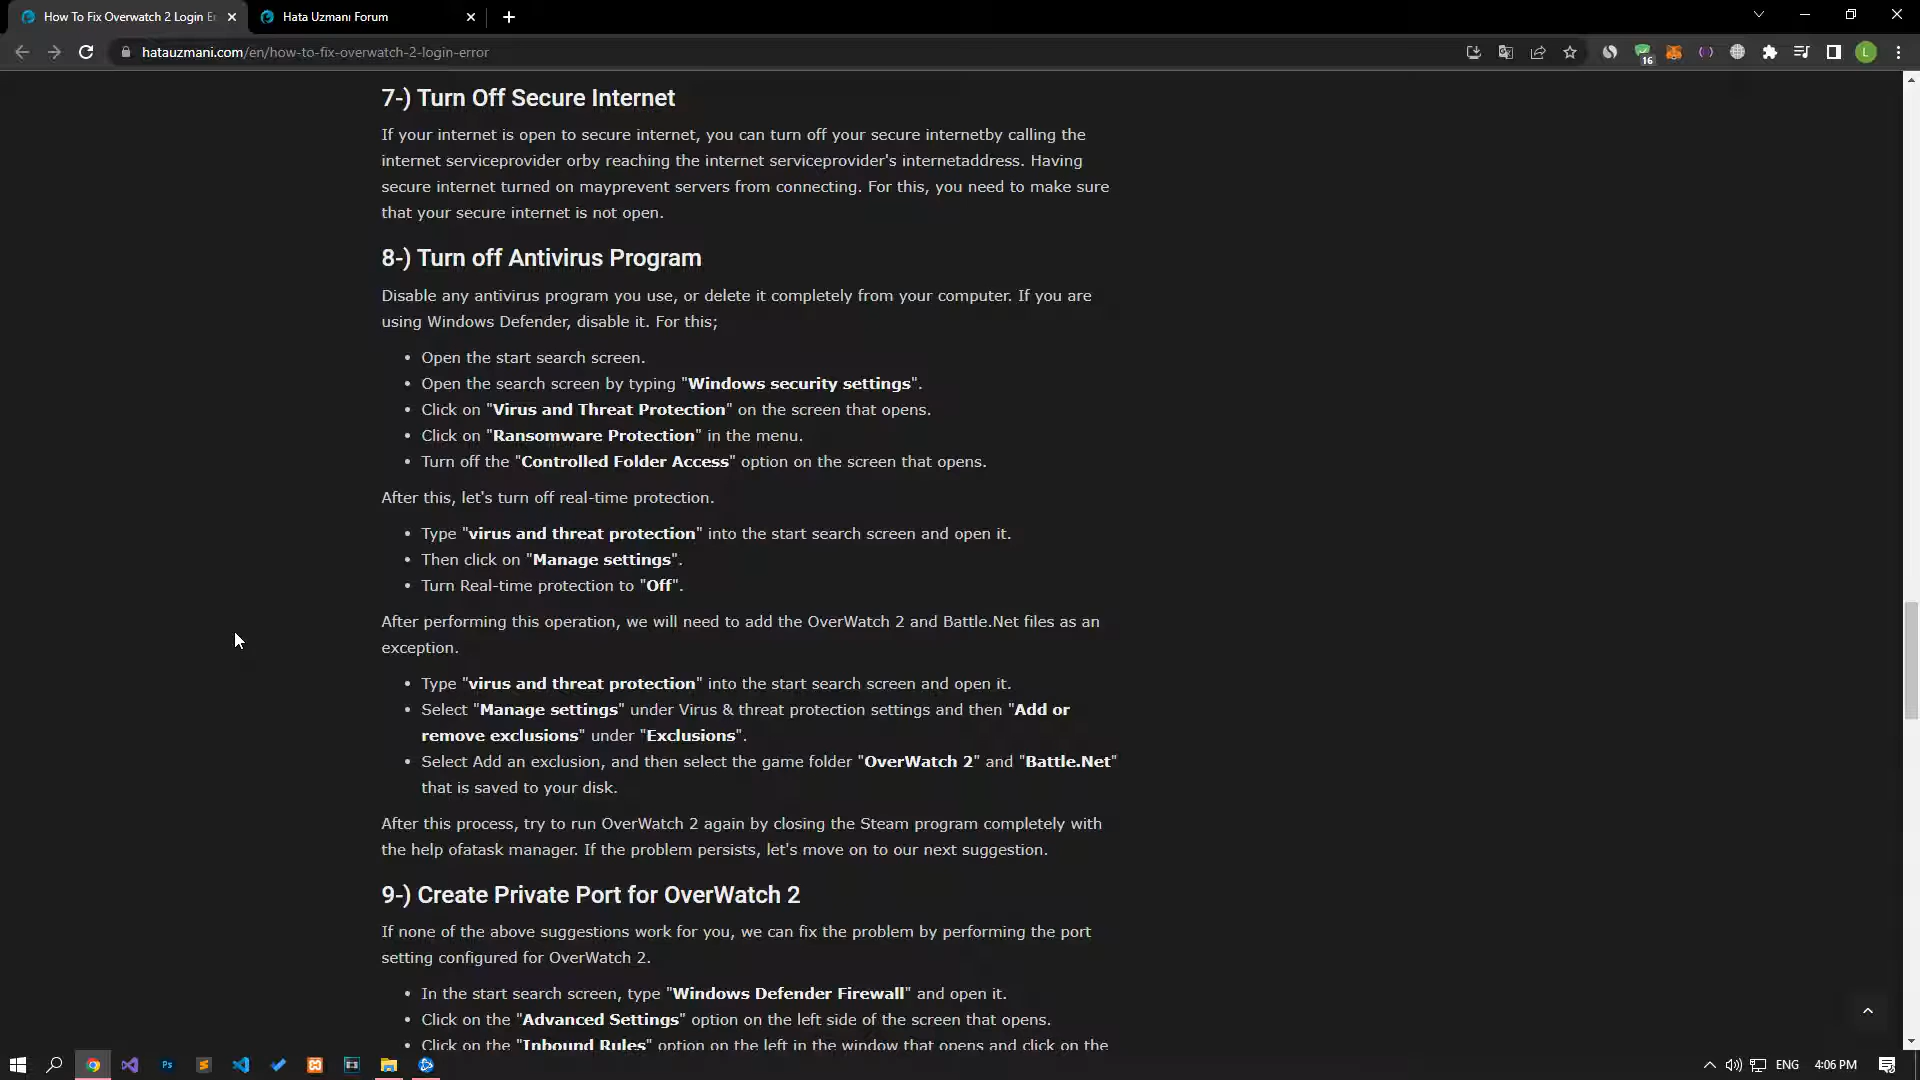 How To Fix Overwatch 2 Login Er
Hata Uzmanı Forum
hatauzmani.com/en/how-to-fix-overwatch-2-login-error
16
L
7-) Turn Off Secure Internet
If your internet is open to secure internet, you can turn off your secure internetby calling the
internet serviceprovider orby reaching the internet serviceprovider's internetaddress. Having
secure internet turned on mayprevent servers from connecting. For this, you need to make sure
that your secure internet is not open.
8-) Turn off Antivirus Program
Disable any antivirus program you use, or delete it completely from your computer. If you are
using Windows Defender, disable it. For this;
• Open the start search screen.
• Open the search screen by typing "Windows security settings".
• Click on "Virus and Threat Protection" on the screen that opens.
• Click on "Ransomware Protection" in the menu.
• Turn off the "Controlled Folder Access" option on the screen that opens.
After this, let's turn off real-time protection.
• Type "virus and threat protection" into the start search screen and open it.
• Then click on "Manage settings".
• Turn Real-time protection to "Off".
After performing this operation, we will need to add the OverWatch 2 and Battle.Net files as an
exception.
• Type "virus and threat protection" into the start search screen and open it.
• Select "Manage settings" under Virus & threat protection settings and then "Add or
remove exclusions" under "Exclusions".
• Select Add an exclusion, and then select the game folder "OverWatch 2" and "Battle.Net"
that is saved to your disk.
After this process, try to run OverWatch 2 again by closing the Steam program completely with
the help ofatask manager. If the problem persists, let's move on to our next suggestion.
9-) Create Private Port for OverWatch 2
If none of the above suggestions work for you, we can fix the problem by performing the port
setting configured for OverWatch 2.
• In the start search screen, type "Windows Defender Firewall" and open it.
• Click on the "Advanced Settings" option on the left side of the screen that opens.
• Click on the "Inbound Rules" option on the left in the window that opens and click on the
Ps
ENG
4:06 PM